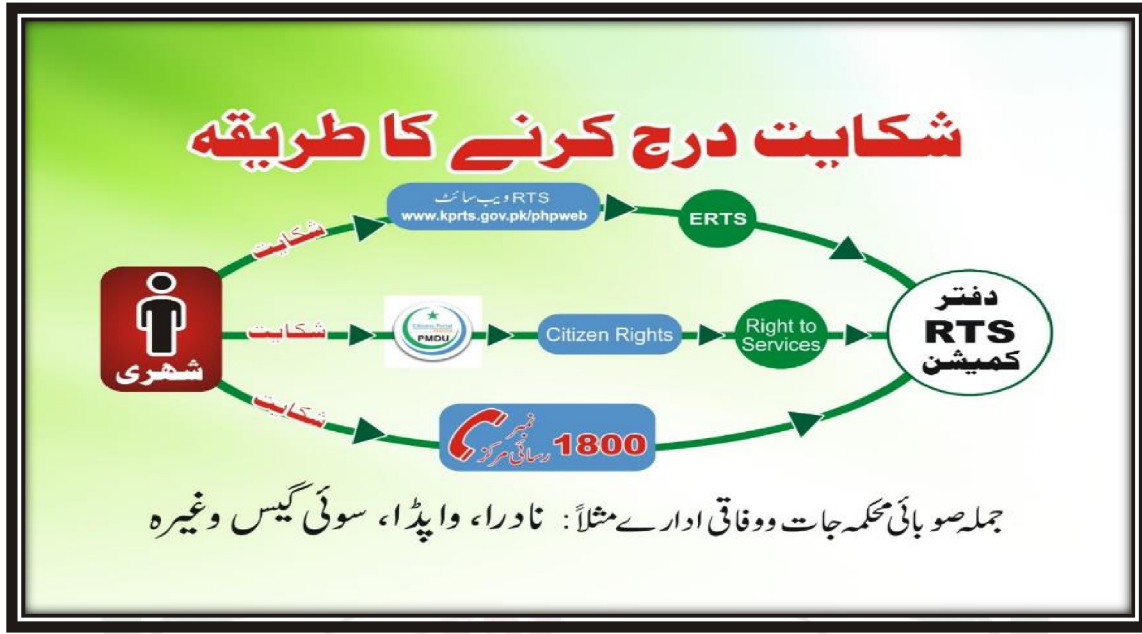 شکایت درج کرنے کا طریقہ
RTS ویب سائٹ
www.kprts.gov.pk/phpweb
ERTS
شکایت
شہری
شکایت
Citizen Portal
PMDU
Citizen Rights
Right to
Services
دفتر
RTS
کمیشن
شکایت
1800 نمبر
رسائی مرکز
جملہ صوبائی محکمہ جات ووفاقی ادارے مثلاً: نادرا، واپڈا، سوئی گیس وغیرہ